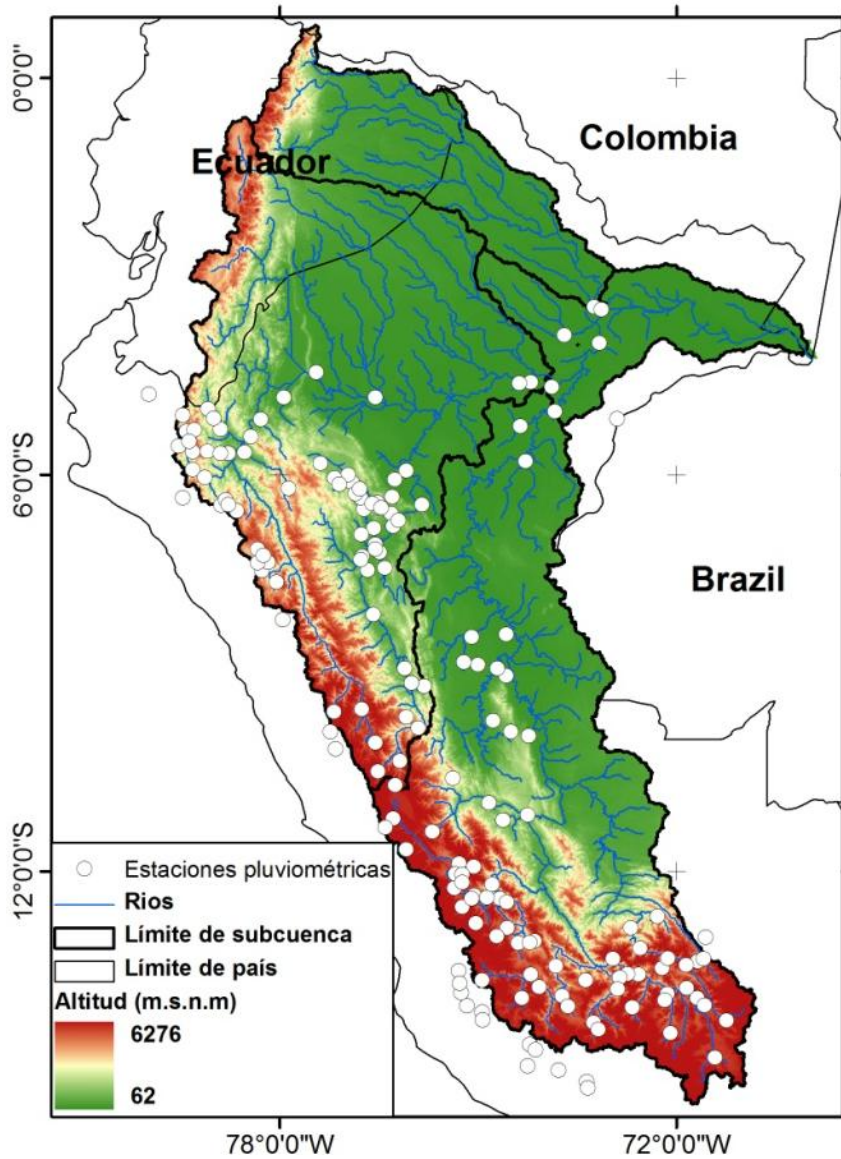 0°0'0"
Colombia
Ecuador
6°0'0"S
Brazil
12°0'0"S
Estaciones pluviométricas
Rios
Límite de subcuenca
Límite de país
Altitud (m.s.n.m)
6276
62
78°0'0"W
72°0'0"W